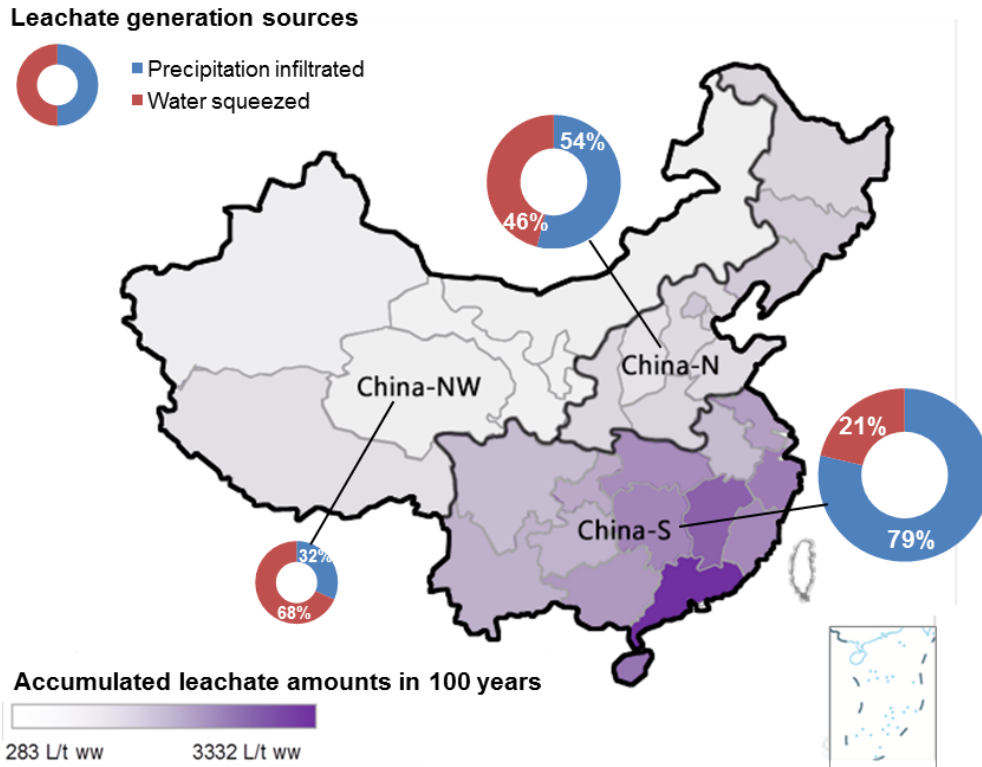 Leachate generation sources
Precipitation infiltrated
Water squeezed
54%
46%
China-N
China-NW
21%
China-S
79%
32%
68%
Accumulated leachate amounts in 100 years
283 L/t ww 3332 L/t ww